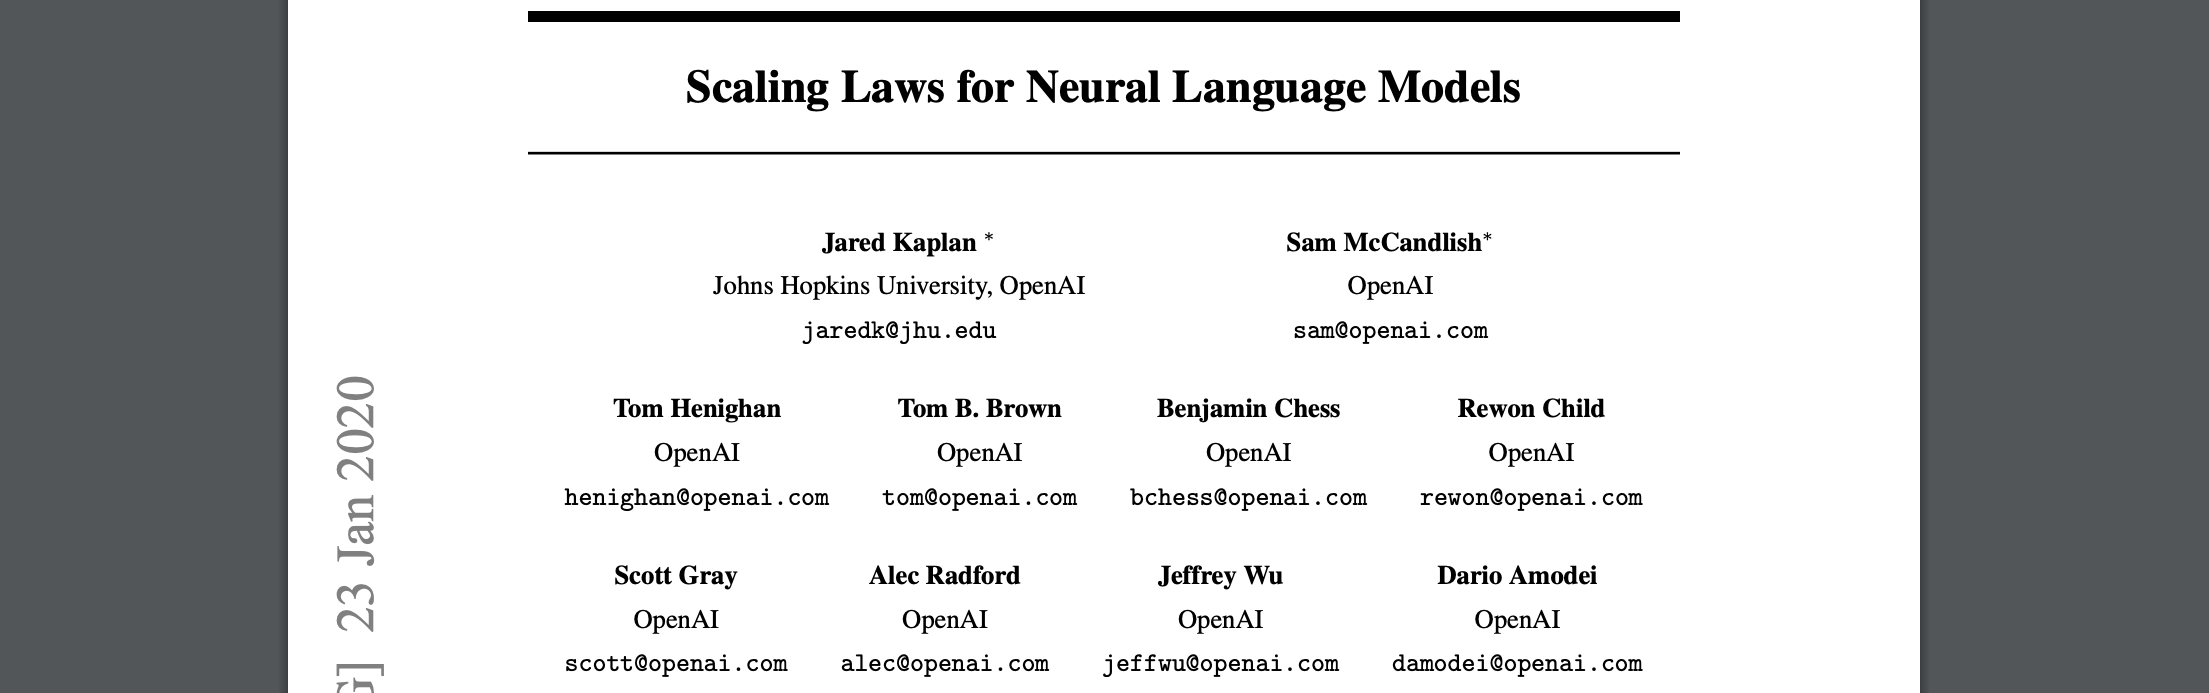 Scaling Laws for Neural Language Models
Jared Kaplan *
Johns Hopkins University, OpenAI
jaredk@jhu.edu
Sam McCandlish*
OpenAI
sam@openai.com
Tom Henighan
OpenAI
henighan@openai.com
Tom B. Brown
OpenAI
tom@openai.com
Benjamin Chess
OpenAI
bchess@openai.com
Rewon Child
OpenAI
rewon@openai.com
Scott Gray
OpenAI
scott@openai.com
Alec Radford
OpenAI
alec@openai.com
Jeffrey Wu
OpenAI
jeffwu@openai.com
Dario Amodei
OpenAI
damodei@openai.com
G] 23 Jan 2020